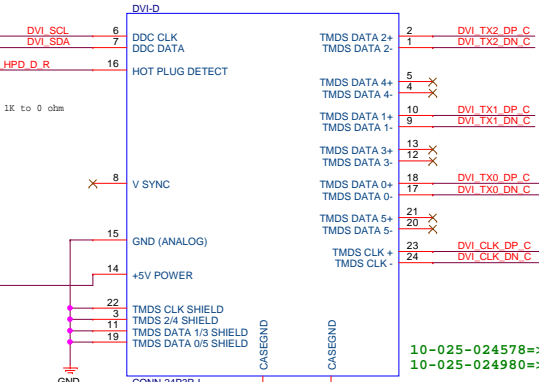 DVI-D
DVI_SCL 6 DDC CLK
DVI_SDA 7 DDC DATA
HPD_D_R 16 HOT PLUG DETECT
1K to 0 ohm
8 V SYNC
15 GND (ANALOG)
14 +5V POWER
22 TMDS CLK SHIELD
3 TMDS 2/4 SHIELD
11 TMDS DATA 1/3 SHIELD
19 TMDS DATA 0/5 SHIELD
GND
TMDS DATA 2+ 2 DVI_TX2_DP_C
TMDS DATA 2- 1 DVI_TX2_DN_C
TMDS DATA 4+ 5
TMDS DATA 4- 4
TMDS DATA 1+ 10 DVI_TX1_DP_C
TMDS DATA 1- 9 DVI_TX1_DN_C
TMDS DATA 3+ 13
TMDS DATA 3- 12
TMDS DATA 0+ 18 DVI_TX0_DP_C
TMDS DATA 0- 17 DVI_TX0_DN_C
TMDS DATA 5+ 21
TMDS DATA 5- 20
TMDS CLK + 23 DVI_CLK_DP_C
TMDS CLK - 24 DVI_CLK_DN_C
CASEGND
CASEGND
10-025-024578=>
10-025-024980=>